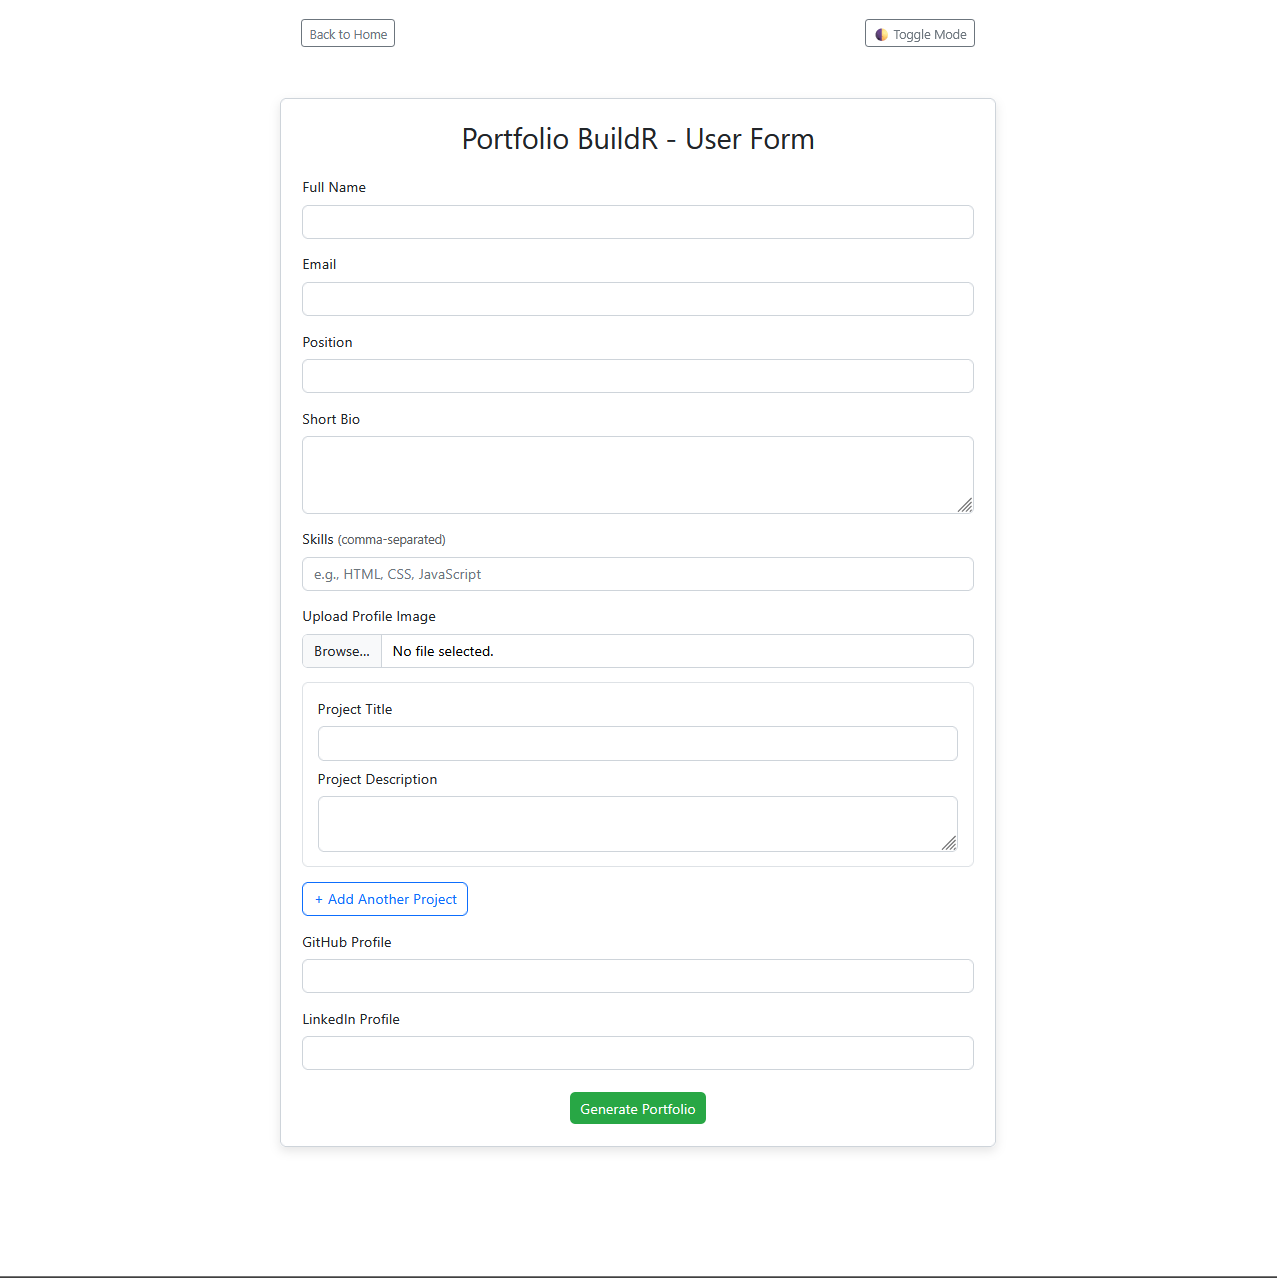 Back to Home
Toggle Mode
Portfolio BuildR - User Form
Full Name
Email
Position
Short Bio
Skills (comma-separated)
e.g., HTML, CSS, JavaScript
Upload Profile Image
Browse... No file selected.
Project Title
Project Description
+ Add Another Project
GitHub Profile
LinkedIn Profile
Generate Portfolio